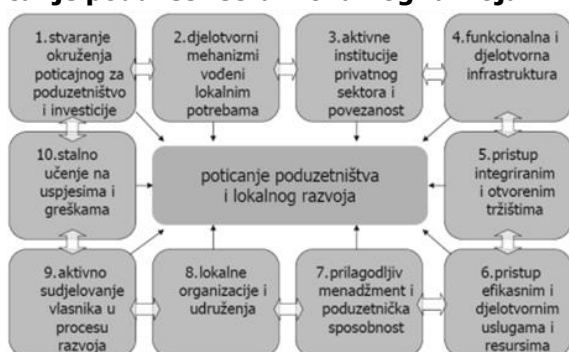 1.stvaranje
okruženja
poticajnog za
poduzetništvo
i investicije
2.djelotvorni
mehanizmi
vođeni
lokalnim
potrebama
3.aktivne
institucije
privatnog
sektora i
povezanost
4.funkcionalna i
djelotvorna
infrastruktura
10.stalno
učenje na
uspjesima i
greškama
poticanje poduzetništva
i lokalnog razvoja
5.pristup
integriranim
i otvorenim
tržištima
9.aktivno
sudjelovanje
vlasnika u
procesu
razvoja
8.lokalne
organizacije i
udruženja
7.prilagodljiv
menadžment i
poduzetnička
sposobnost
6.pristup
efikasnim i
djelotvornim
uslugama i
resursima